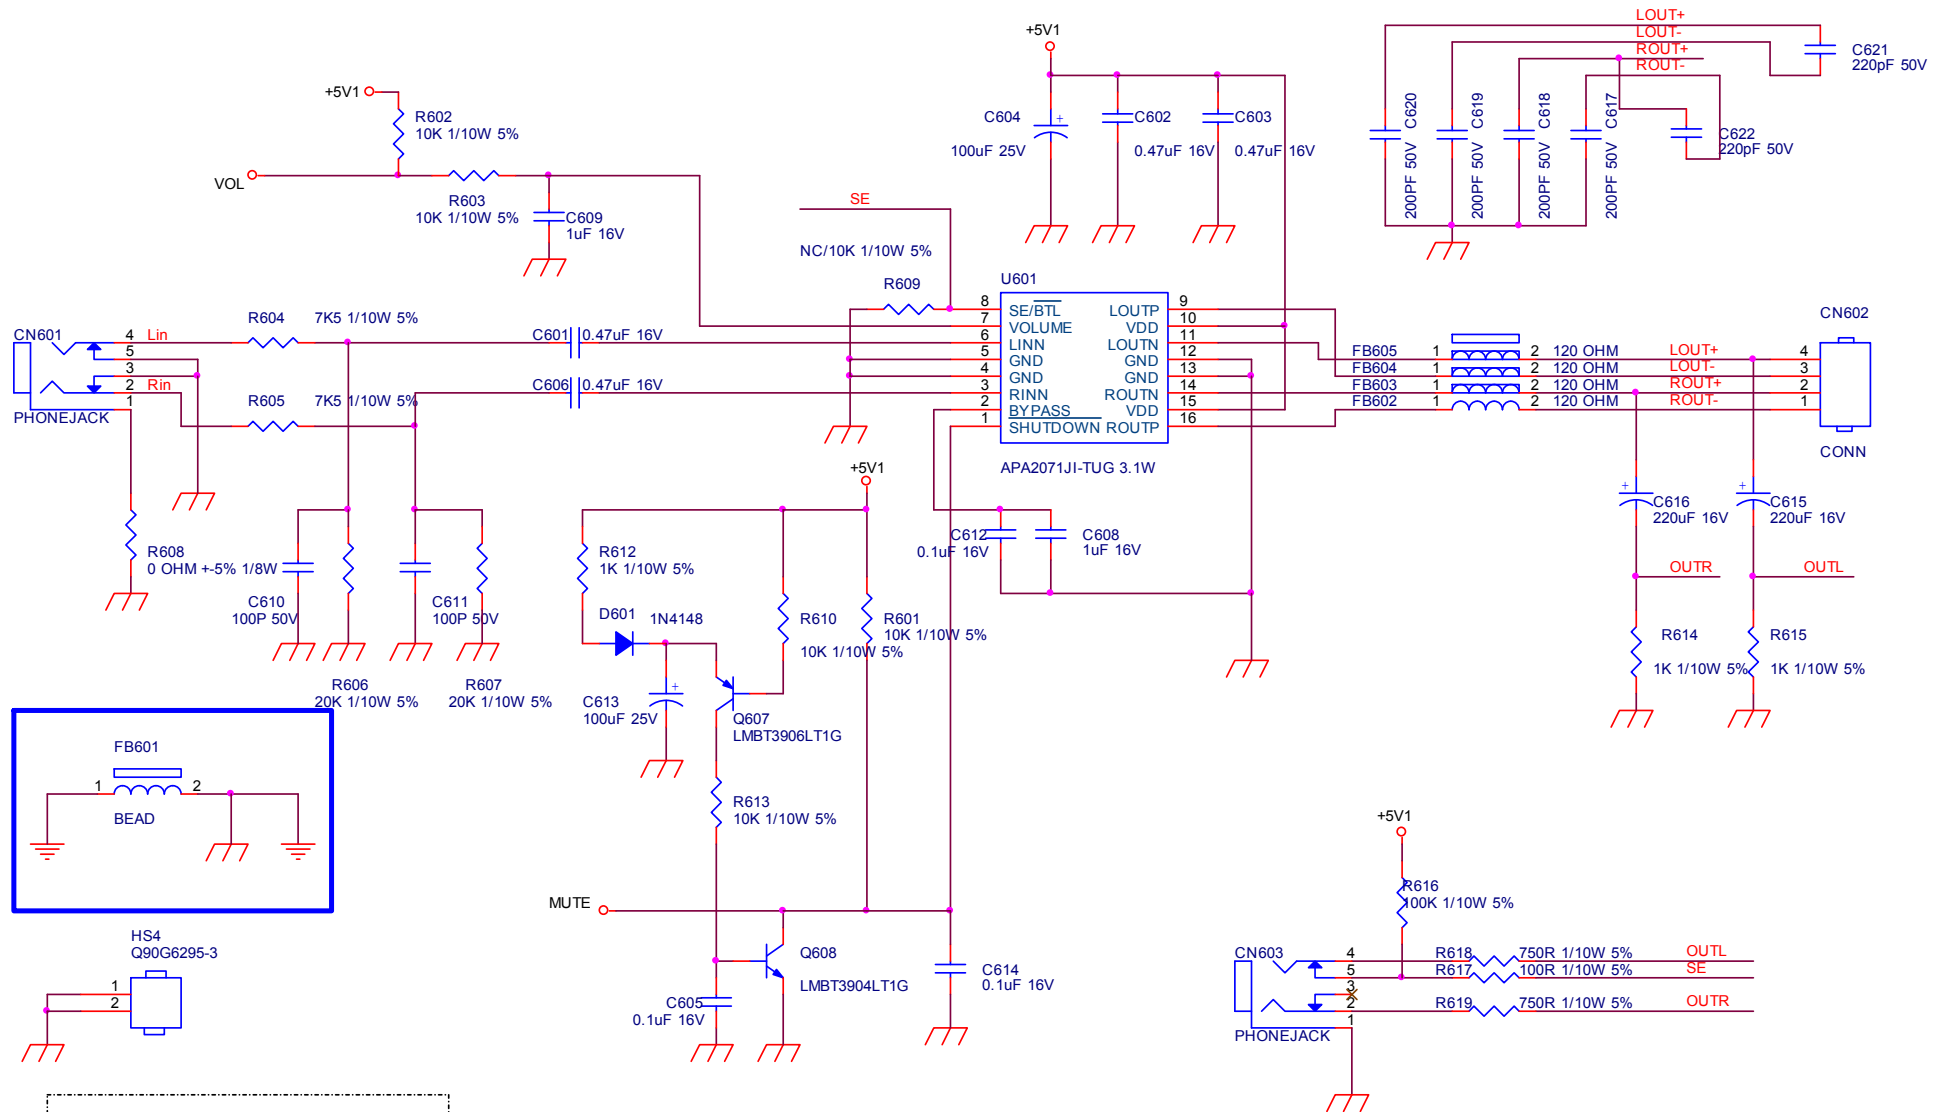 LOUT+
LOUT-
ROUT+
ROUT-
C621
220pF 50V
C620
200PF 50V
C619
200PF 50V
C618
200PF 50V
C617
200PF 50V
C622
220pF 50V
+5V1
C604
100uF 25V
C602
0.47uF 16V
C603
0.47uF 16V
+5V1
R602
10K 1/10W 5%
VOL
R603
10K 1/10W 5%
C609
1uF 16V
SE
NC/10K 1/10W 5%
R609
U601
8 SE/BTL LOUTP 9
7 VOLUME VDD 10
6 LINN LOUTN 11
5 GND GND 12
4 GND GND 13
3 RINN ROUTN 14
2 BYPASS VDD 15
1 SHUTDOWN ROUTP 16
APA2071JI-TUG 3.1W
CN601
4 Lin
5
3
2 Rin
1
PHONEJACK
R604 7K5 1/10W 5%
R605 7K5 1/10W 5%
C601 0.47uF 16V
C606 0.47uF 16V
FB605 1 2 120 OHM LOUT+ 4
FB604 1 2 120 OHM LOUT- 3
FB603 1 2 120 OHM ROUT+ 2
FB602 1 2 120 OHM ROUT- 1
CN602
CONN
R608
0 OHM +-5% 1/8W
C610
100P 50V
C611
100P 50V
R606
20K 1/10W 5%
R607
20K 1/10W 5%
+5V1
R612
1K 1/10W 5%
D601 1N4148
R610
10K 1/10W 5%
R601
10K 1/10W 5%
C612
0.1uF 16V
C608
1uF 16V
C613
100uF 25V
Q607
LMBT3906LT1G
R613
10K 1/10W 5%
C616
220uF 16V
C615
220uF 16V
OUTR
OUTL
R614
1K 1/10W 5%
R615
1K 1/10W 5%
FB601
1 2
BEAD
HS4
Q90G6295-3
1
2
MUTE
Q608
LMBT3904LT1G
C605
0.1uF 16V
C614
0.1uF 16V
+5V1
R616
100K 1/10W 5%
CN603
4 R618 750R 1/10W 5% OUTL
5 R617 100R 1/10W 5% SE
3
2 R619 750R 1/10W 5% OUTR
1
PHONEJACK